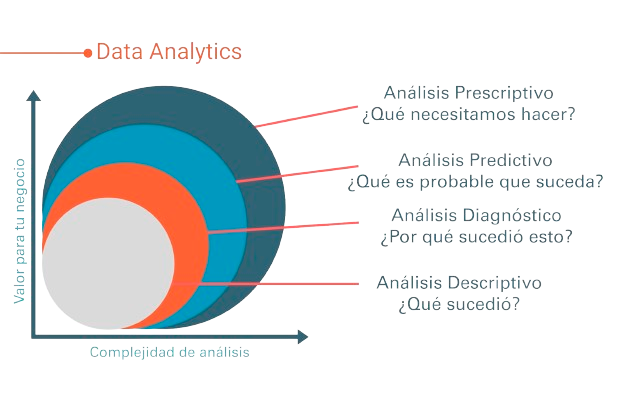 Data Analytics
Análisis Prescriptivo
¿Qué necesitamos hacer?
Análisis Predictivo
¿Qué es probable que suceda?
Análisis Diagnóstico
¿Por qué sucedió esto?
Análisis Descriptivo
¿Qué sucedió?
Valor para tu negocio
Complejidad de análisis